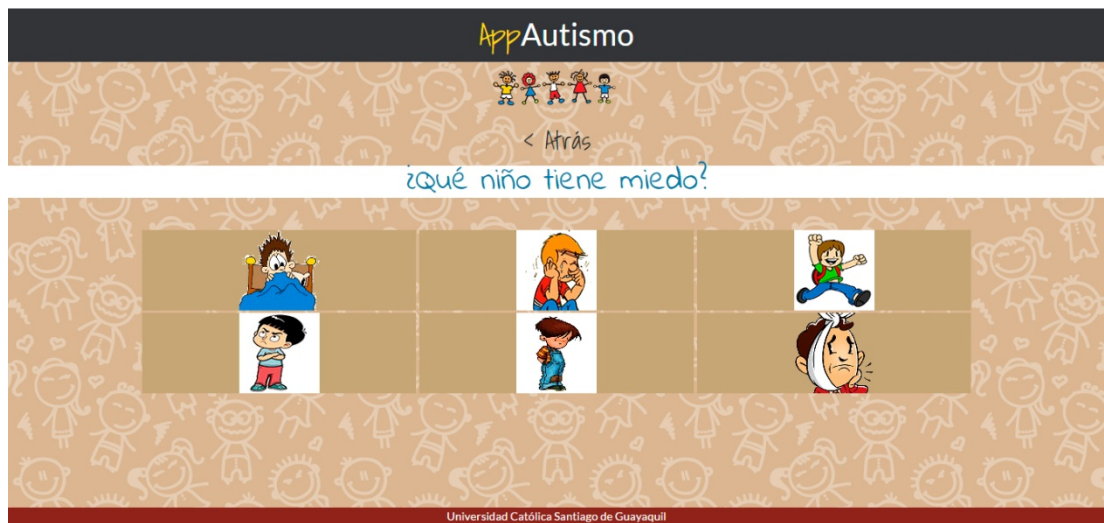 AppAutismo
< Atrás
¿Qué niño tiene miedo?
Universidad Católica Santiago de Guayaquil